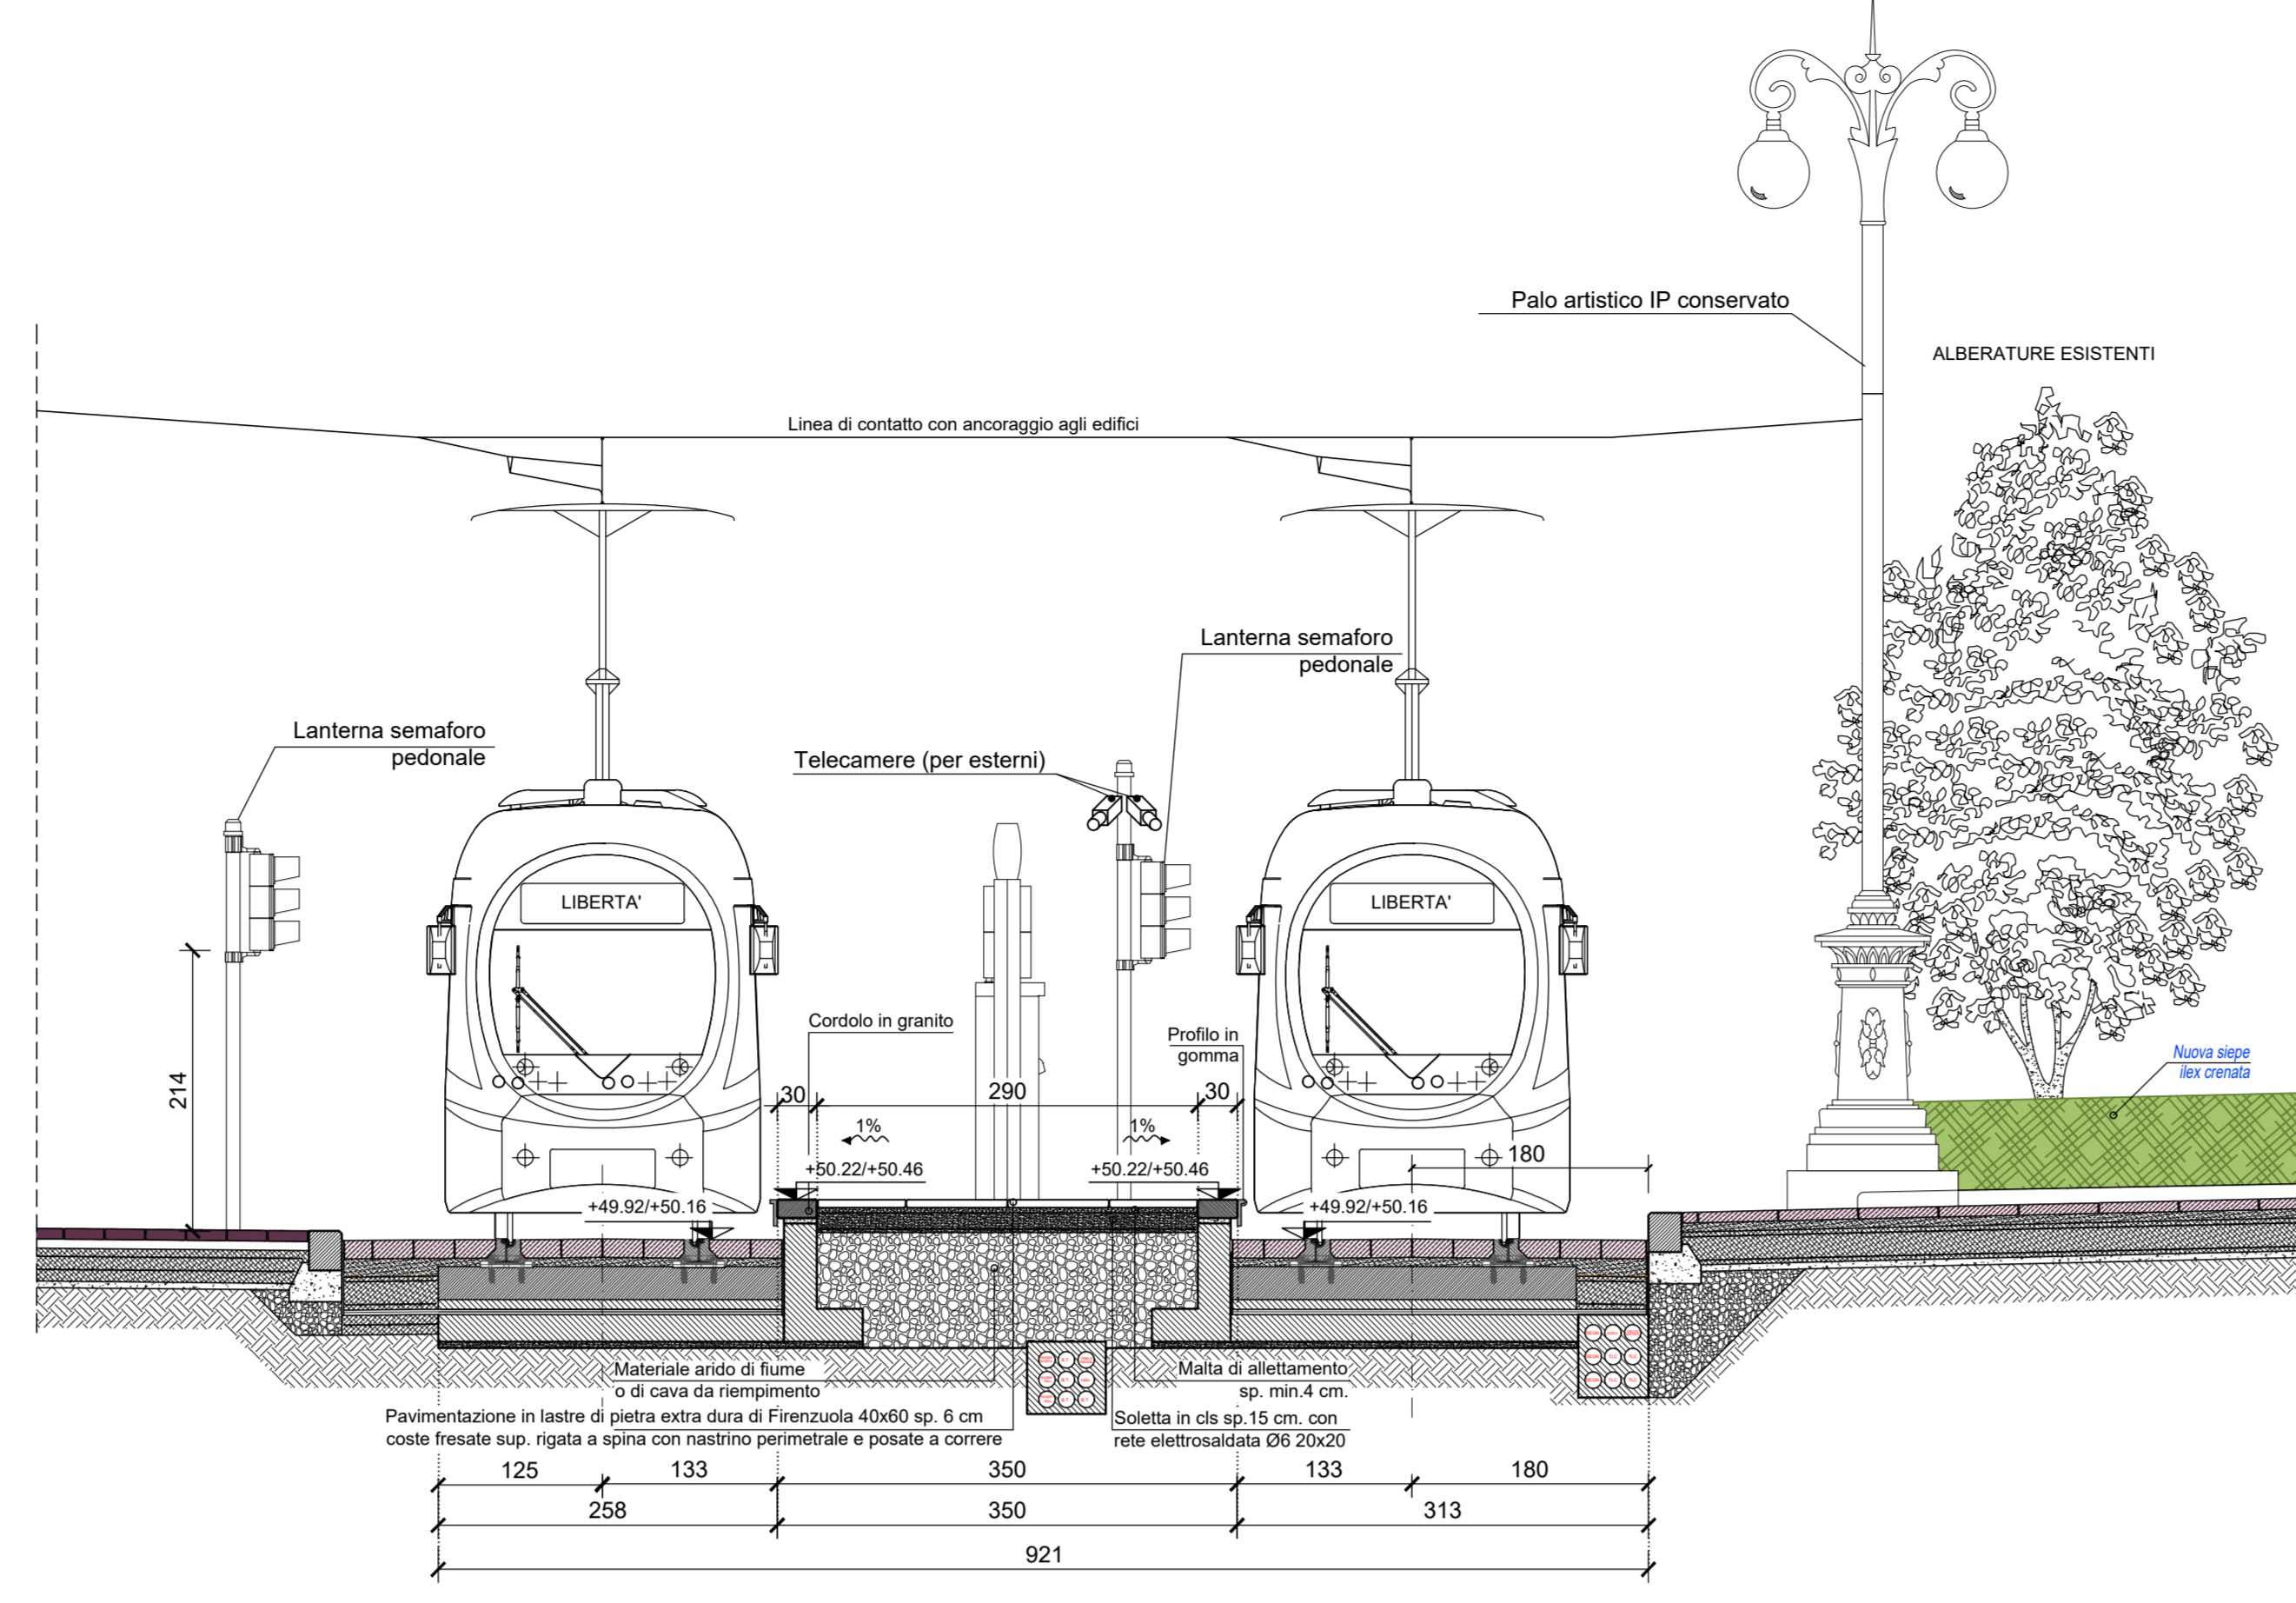 Palo artistico IP conservato
ALBERATURE ESISTENTI
Linea di contatto con ancoraggio agli edifici
Lanterna semaforo
pedonale
Lanterna semaforo
pedonale
Telecamere (per esterni)
LIBERTA'
LIBERTA'
214
Cordolo in granito
Profilo in
gomma
Nuova siepe
ilex crenata
30
290
30
1%
1%
180
+50.22/+50.46
+50.22/+50.46
+49.92/+50.16
+49.92/+50.16
Materiale arido di fiume
o di cava da riempimento
Malta di allettamento
sp. min.4 cm.
Pavimentazione in lastre di pietra extra dura di Firenzuola 40x60 sp. 6 cm
coste fresate sup. rigata a spina con nastrino perimetrale e posate a correre
Soletta in cls sp.15 cm. con
rete elettrosaldata Ø6 20x20
125
133
350
133
180
258
350
313
921